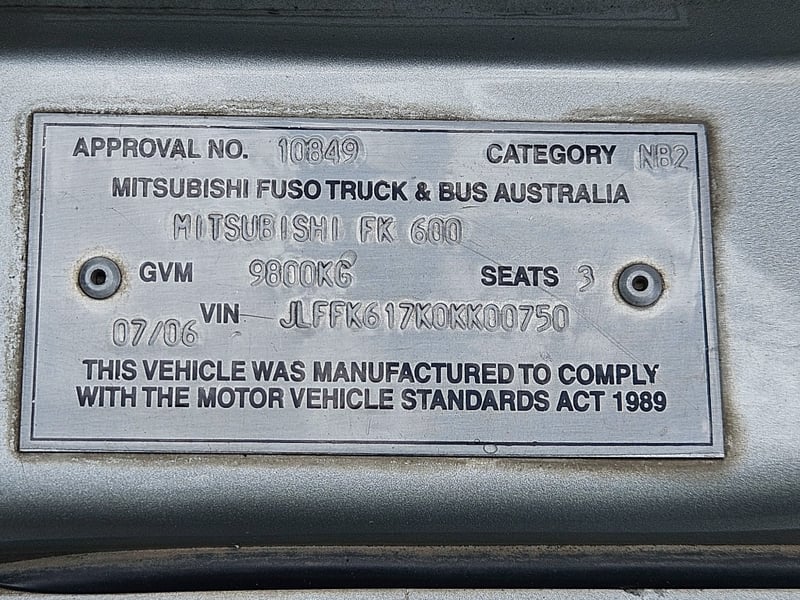 APPROVAL NO. 10849 CATEGORY NB2
MITSUBISHI FUSO TRUCK & BUS AUSTRALIA
MITSUBISHI FK 600
GVM 9800KG SEATS 3
VIN JLFFK617K0KK00750
07/06
THIS VEHICLE WAS MANUFACTURED TO COMPLY
WITH THE MOTOR VEHICLE STANDARDS ACT 1989